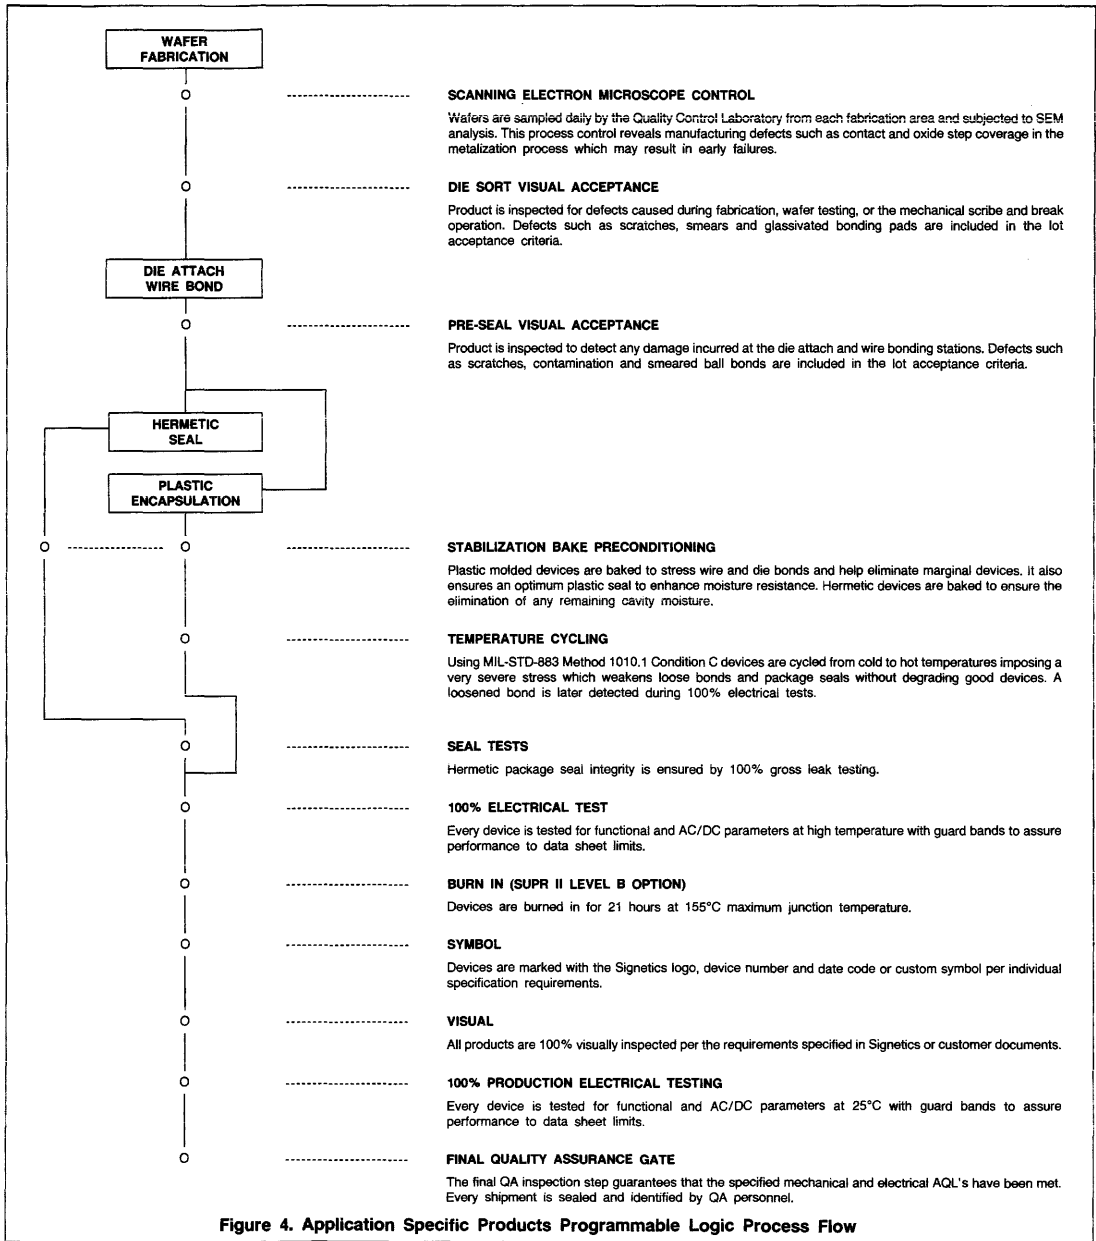 WAFER
FABRICATION
O
SCANNING ELECTRON MICROSCOPE CONTROL
Wafers are sampled daily by the Quality Control Laboratory from each fabrication area and subjected to SEM
analysis. This process control reveals manufacturing defects such as contact and oxide step coverage in the
metalization process which may result in early failures.
O
DIE SORT VISUAL ACCEPTANCE
Product is inspected for defects caused during fabrication, wafer testing, or the mechanical scribe and break
operation. Defects such as scratches, smears and glassivated bonding pads are included in the lot
acceptance criteria.
DIE ATTACH
WIRE BOND
O
PRE-SEAL VISUAL ACCEPTANCE
Product is inspected to detect any damage incurred at the die attach and wire bonding stations. Defects such
as scratches, contamination and smeared ball bonds are included in the lot acceptance criteria.
HERMETIC
SEAL
PLASTIC
ENCAPSULATION
O
O
STABILIZATION BAKE PRECONDITIONING
Plastic molded devices are baked to stress wire and die bonds and help eliminate marginal devices. It also
ensures an optimum plastic seal to enhance moisture resistance. Hermetic devices are baked to ensure the
elimination of any remaining cavity moisture.
O
TEMPERATURE CYCLING
Using MIL-STD-883 Method 1010.1 Condition C devices are cycled from cold to hot temperatures imposing a
very severe stress which weakens loose bonds and package seals without degrading good devices. A
loosened bond is later detected during 100% electrical tests.
O
SEAL TESTS
Hermetic package seal integrity is ensured by 100% gross leak testing.
O
100% ELECTRICAL TEST
Every device is tested for functional and AC/DC parameters at high temperature with guard bands to assure
performance to data sheet limits.
O
BURN IN (SUPR II LEVEL B OPTION)
Devices are burned in for 21 hours at 155°C maximum junction temperature.
O
SYMBOL
Devices are marked with the Signetics logo, device number and date code or custom symbol per individual
specification requirements.
O
VISUAL
All products are 100% visually inspected per the requirements specified in Signetics or customer documents.
O
100% PRODUCTION ELECTRICAL TESTING
Every device is tested for functional and AC/DC parameters at 25°C with guard bands to assure
performance to data sheet limits.
O
FINAL QUALITY ASSURANCE GATE
The final QA inspection step guarantees that the specified mechanical and electrical AQL's have been met.
Every shipment is sealed and identified by QA personnel.
Figure 4. Application Specific Products Programmable Logic Process Flow